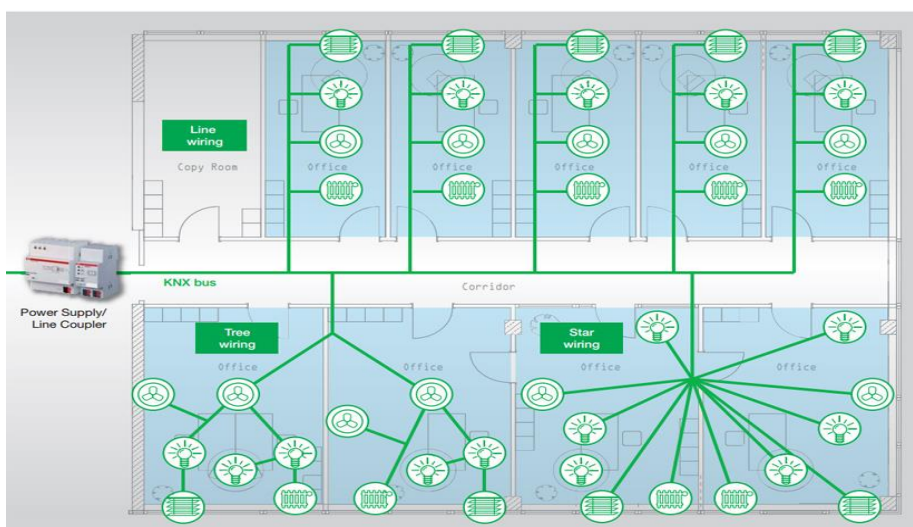 Line
wiring
Copy Room
Office
Office
Office
Office
Office
KNX bus
Corridor
Power Supply/
Line Coupler
Tree
wiring
Star
wiring
Office
Office
Office
Office